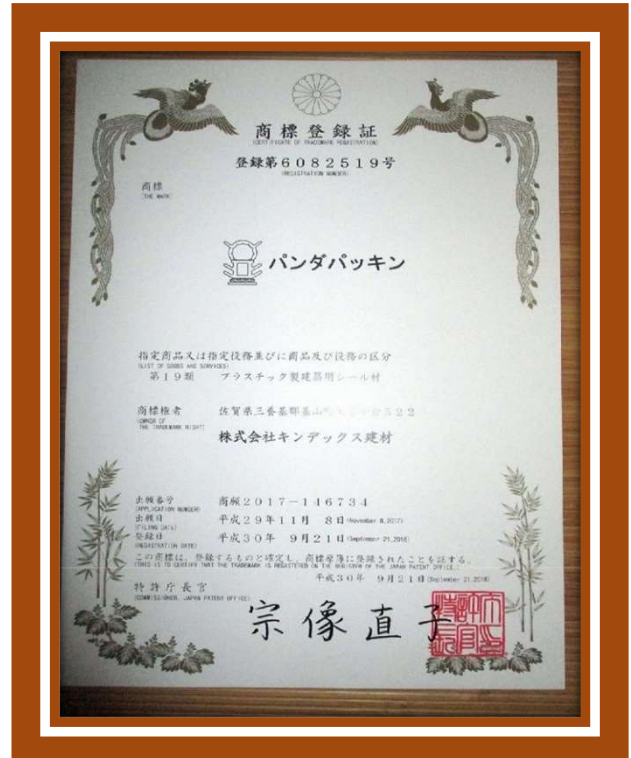 商標登録証
(CERTIFICATE OF TRADEMARK REGISTRATION)
登録第6082519号
(REGISTRATION NUMBER)
商標
(THE MARK)
パンダパッキン
指定商品又は指定役務並びに商品及び役務の区分
(LIST OF GOODS AND SERVICES)
第19類 プラスチック製建築用シール材
商標権者 佐賀県三養基郡基山町 522
(OWNER OF THE TRADEMARK RIGHT)
株式会社キンデックス建材
出願番号 商願2017-146734
(APPLICATION NUMBER)
出願日 平成29年11月 8日(November 8,2017)
(FILING DATE)
登録日 平成30年 9月21日(September 21,2018)
(REGISTRATION DATE)
この商標は、登録するものと確定し、商標原簿に登録されたことを証する。
(THIS IS TO CERTIFY THAT THE TRADEMARK IS REGISTERED ON THE REGISTER OF THE JAPAN PATENT OFFICE.)
平成30年 9月21日(September 21,2018)
特許庁長官
(COMMISSIONER, JAPAN PATENT OFFICE)
宗像直子